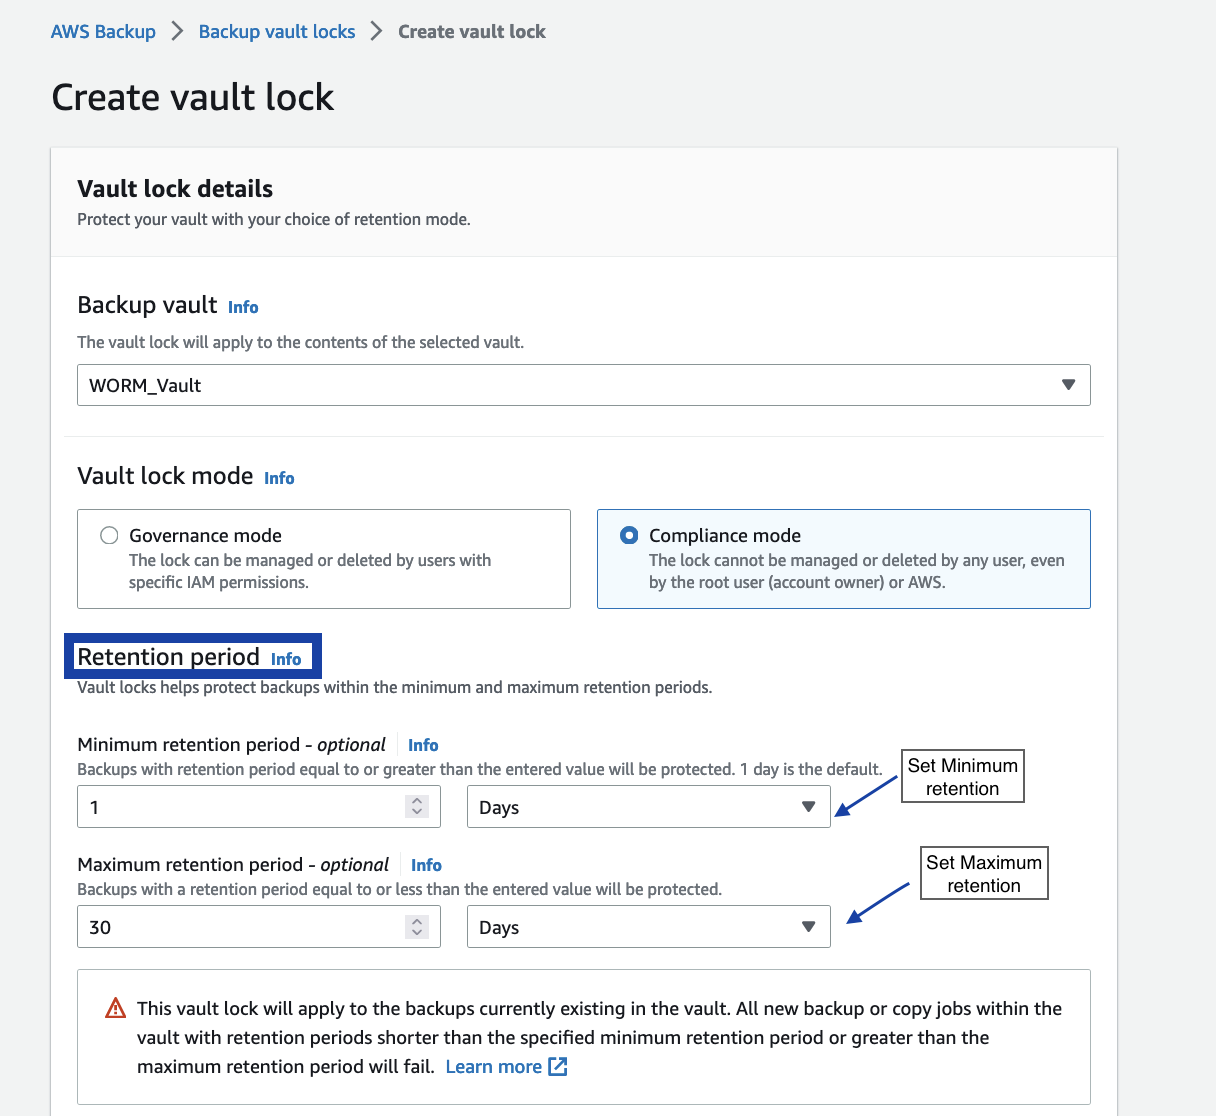 AWS Backup > Backup vault locks > Create vault lock
Create vault lock
Vault lock details
Protect your vault with your choice of retention mode.
Backup vault Info
The vault lock will apply to the contents of the selected vault.
WORM_Vault
Vault lock mode Info
Governance mode
The lock can be managed or deleted by users with
specific IAM permissions.
Compliance mode
The lock cannot be managed or deleted by any user, even
by the root user (account owner) or AWS.
Retention period Info
Vault locks helps protect backups within the minimum and maximum retention periods.
Minimum retention period - optional Info
Backups with retention period equal to or greater than the entered value will be protected. 1 day is the default.
1 Days
Set Minimum
retention
Maximum retention period - optional Info
Backups with a retention period equal to or less than the entered value will be protected.
30 Days
Set Maximum
retention
This vault lock will apply to the backups currently existing in the vault. All new backup or copy jobs within the
vault with retention periods shorter than the specified minimum retention period or greater than the
maximum retention period will fail. Learn more